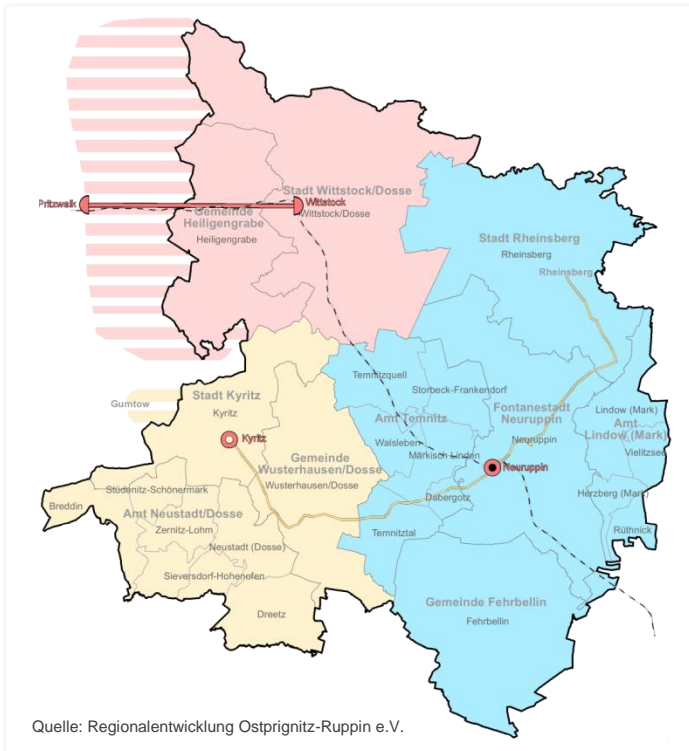 Stadt Wittstock/Dosse
Pritzwalk
Wittstock
Wittstock/Dosse
Gemeinde
Heiligengrabe
Heiligengrabe
Stadt Rheinsberg
Rheinsberg
Rheinsberg
Temnitzquell
Storbeck-Frankendorf
Stadt Kyritz
Kyritz
Gumtow
Kyritz
Amt Temnitz
Walsleben
Märkisch Linden
Fontanestadt
Neuruppin
Neuruppin
Neuruppin
Lindow (Mark)
Amt
Lindow (Mark)
Vielitzsee
Gemeinde
Wusterhausen/Dosse
Wusterhausen/Dosse
Herzberg (Mark)
Rüthnick
Dabergotz
Temnitztal
Breddin
Stüdenitz-Schönermark
Amt Neustadt/Dosse
Zernitz-Lohm
Neustadt (Dosse)
Sieversdorf-Hohenofen
Dreetz
Gemeinde Fehrbellin
Fehrbellin
Quelle: Regionalentwicklung Ostprignitz-Ruppin e.V.